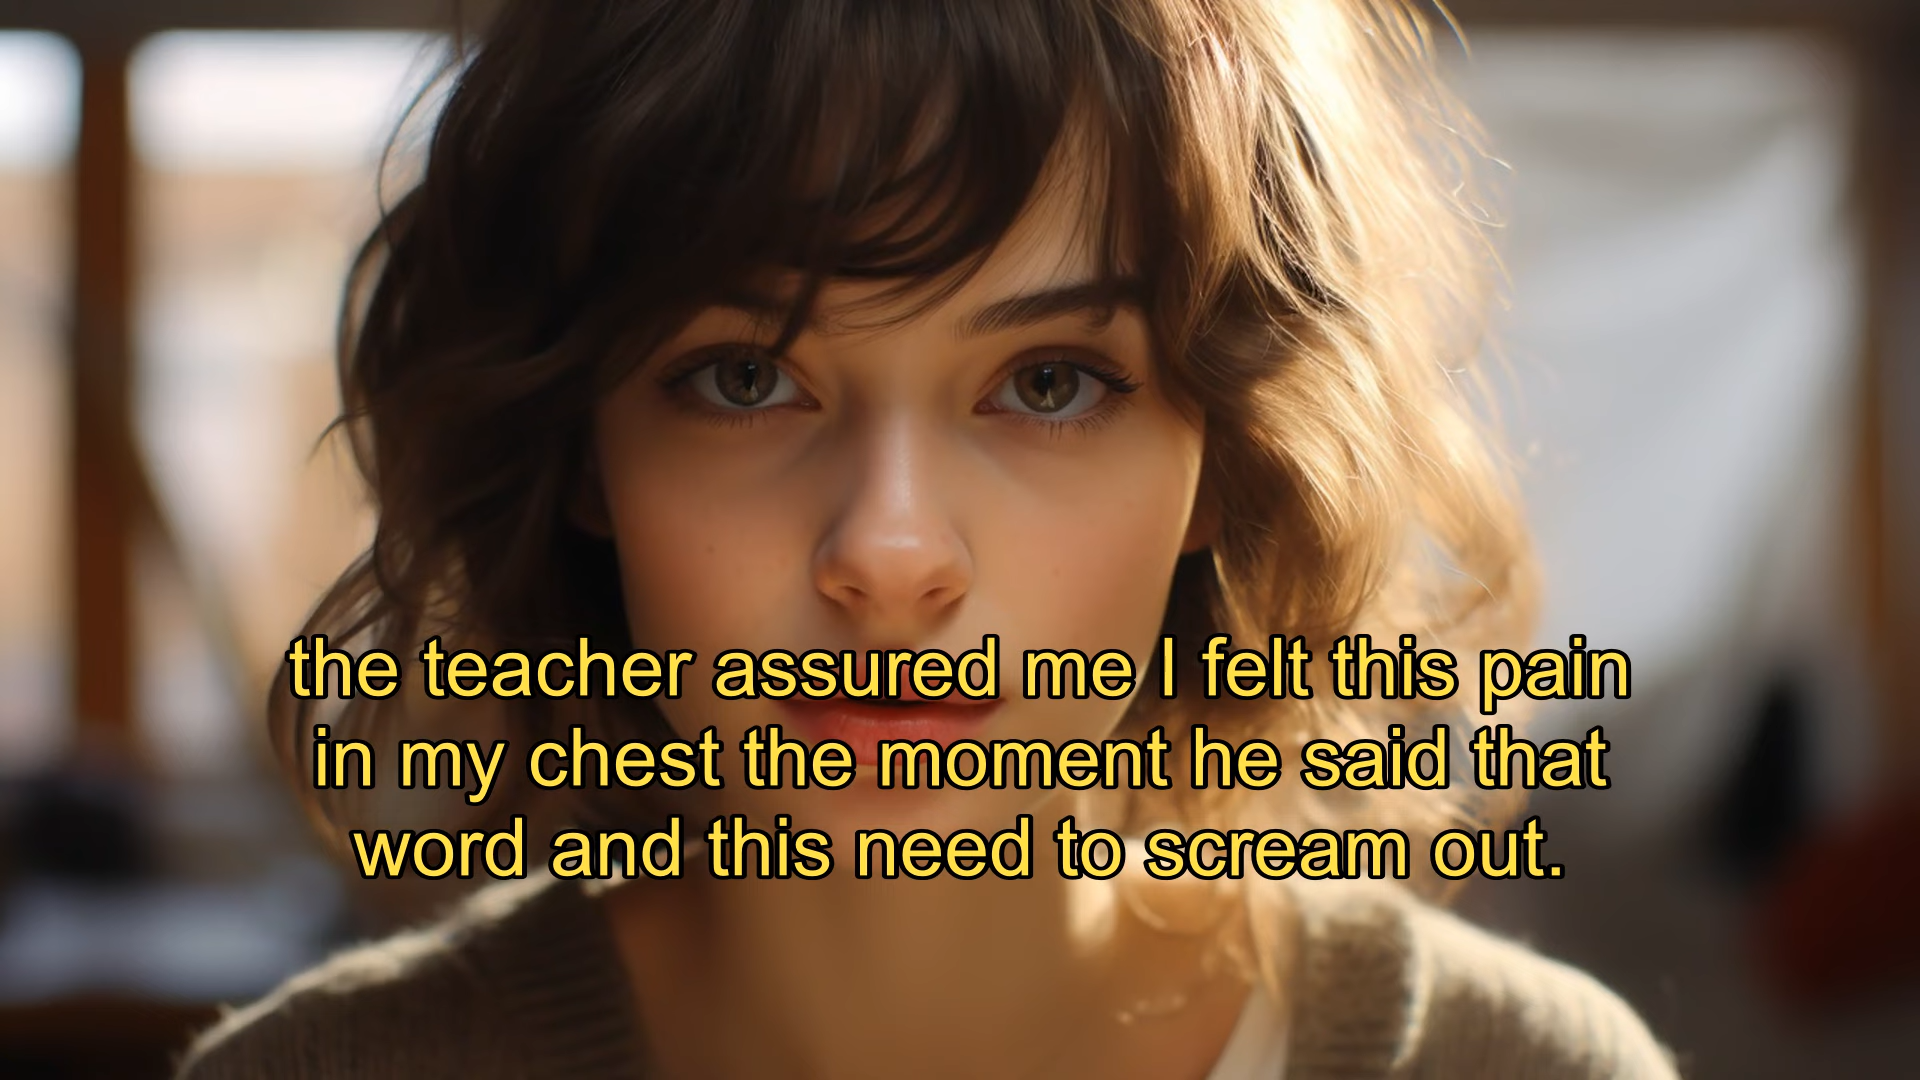 the teacher assured me I felt this pain
in my chest the moment he said that
word and this need to scream out.